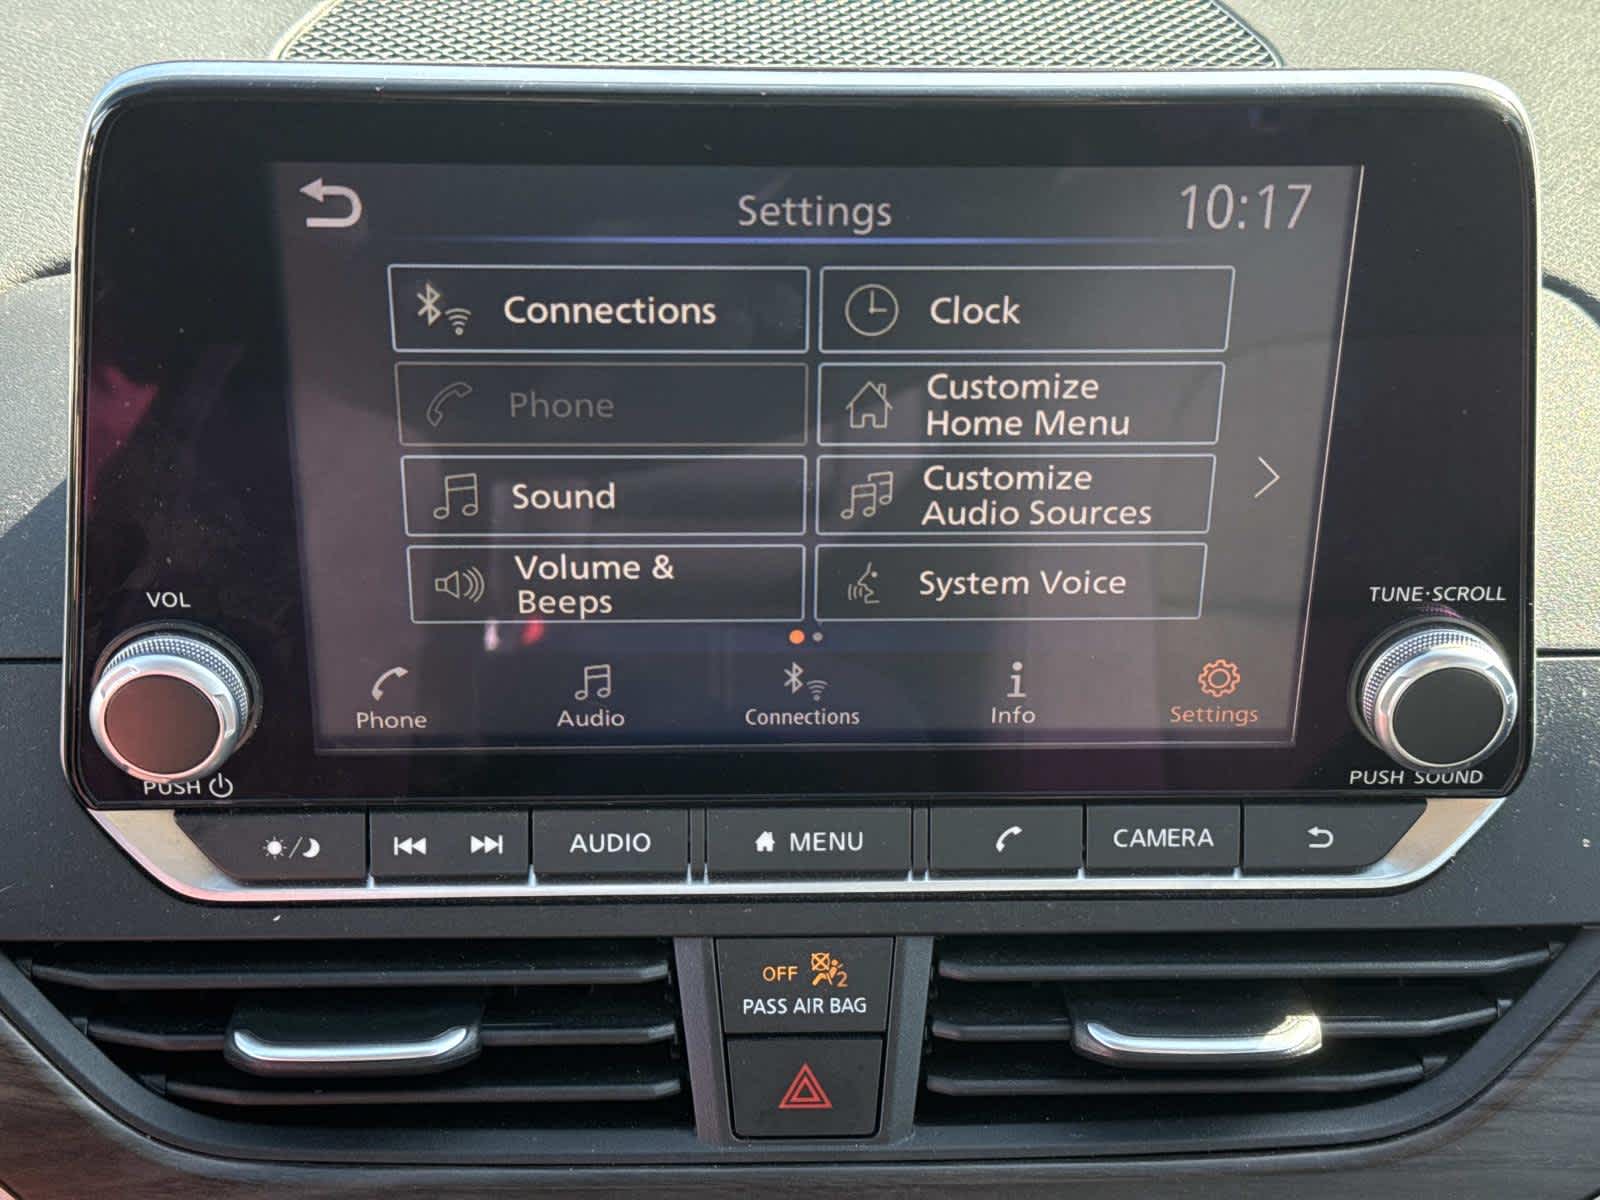 Settings
10:17
Connections
Clock
Phone
Customize
Home Menu
Sound
Customize
Audio Sources
Volume &
Beeps
System Voice
VOL
TUNE·SCROLL
Phone
Audio
Connections
Info
Settings
PUSH
PUSH SOUND
AUDIO
MENU
CAMERA
OFF
2
PASS AIR BAG